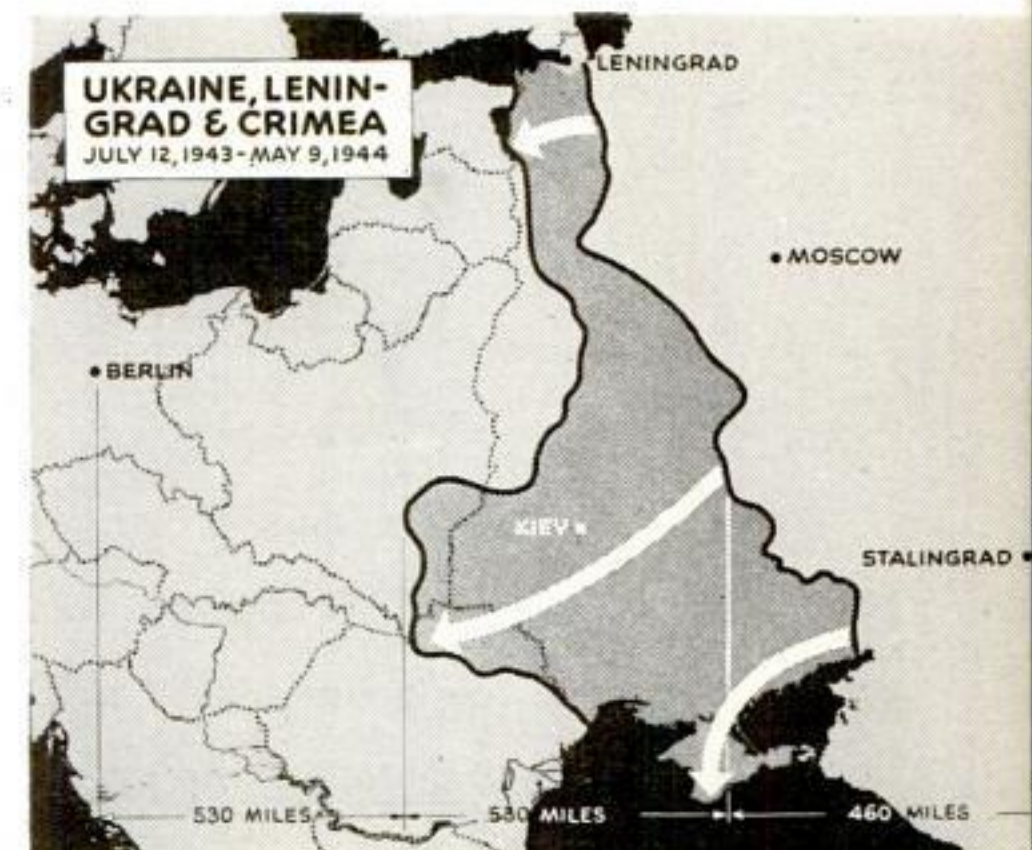 UKRAINE, LENIN-
GRAD & CRIMEA
JULY 12, 1943-MAY 9, 1944
LENINGRAD
MOSCOW
BERLIN
KIEV
STALINGRAD
530 MILES
530 MILES
460 MILES